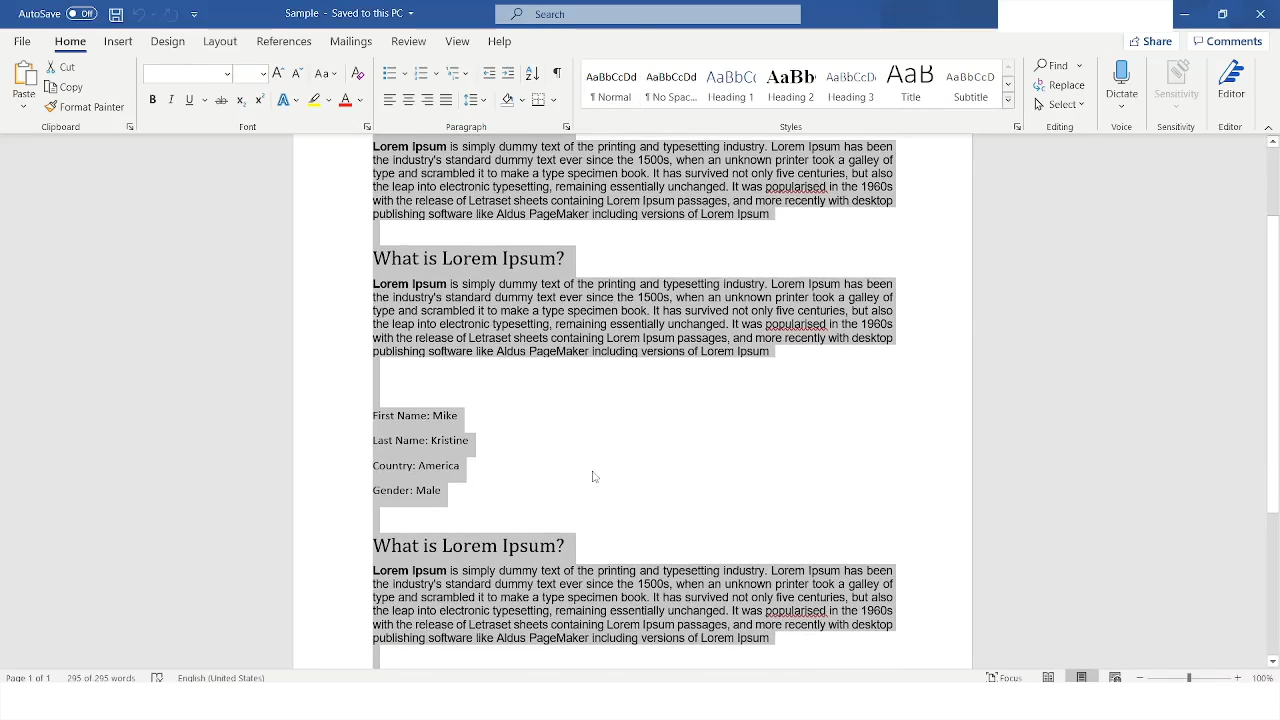 AutoSave Off Sample - Saved to this PC Search
File Home Insert Design Layout References Mailings Review View Help Share Comments
Paste Cut Copy Format Painter
Clipboard
Aa
B I U ab x2 x2 A A
Font
Paragraph
AaBbCcDd AaBbCcDd AaBbC( AaBb( AaBbCcD( AaB AaBbCcD
¶ Normal ¶ No Spac... Heading 1 Heading 2 Heading 3 Title Subtitle
Styles
Find Replace Select
Editing
Dictate
Voice
Sensitivity
Sensitivity
Editor
Editor
Lorem Ipsum is simply dummy text of the printing and typesetting industry. Lorem Ipsum has been
the industry's standard dummy text ever since the 1500s, when an unknown printer took a galley of
type and scrambled it to make a type specimen book. It has survived not only five centuries, but also
the leap into electronic typesetting, remaining essentially unchanged. It was popularised in the 1960s
with the release of Letraset sheets containing Lorem Ipsum passages, and more recently with desktop
publishing software like Aldus PageMaker including versions of Lorem Ipsum
What is Lorem Ipsum?
Lorem Ipsum is simply dummy text of the printing and typesetting industry. Lorem Ipsum has been
the industry's standard dummy text ever since the 1500s, when an unknown printer took a galley of
type and scrambled it to make a type specimen book. It has survived not only five centuries, but also
the leap into electronic typesetting, remaining essentially unchanged. It was popularised in the 1960s
with the release of Letraset sheets containing Lorem Ipsum passages, and more recently with desktop
publishing software like Aldus PageMaker including versions of Lorem Ipsum
First Name: Mike
Last Name: Kristine
Country: America
Gender: Male
What is Lorem Ipsum?
Lorem Ipsum is simply dummy text of the printing and typesetting industry. Lorem Ipsum has been
the industry's standard dummy text ever since the 1500s, when an unknown printer took a galley of
type and scrambled it to make a type specimen book. It has survived not only five centuries, but also
the leap into electronic typesetting, remaining essentially unchanged. It was popularised in the 1960s
with the release of Letraset sheets containing Lorem Ipsum passages, and more recently with desktop
publishing software like Aldus PageMaker including versions of Lorem Ipsum
Page 1 of 1 295 of 295 words English (United States) Focus 100%